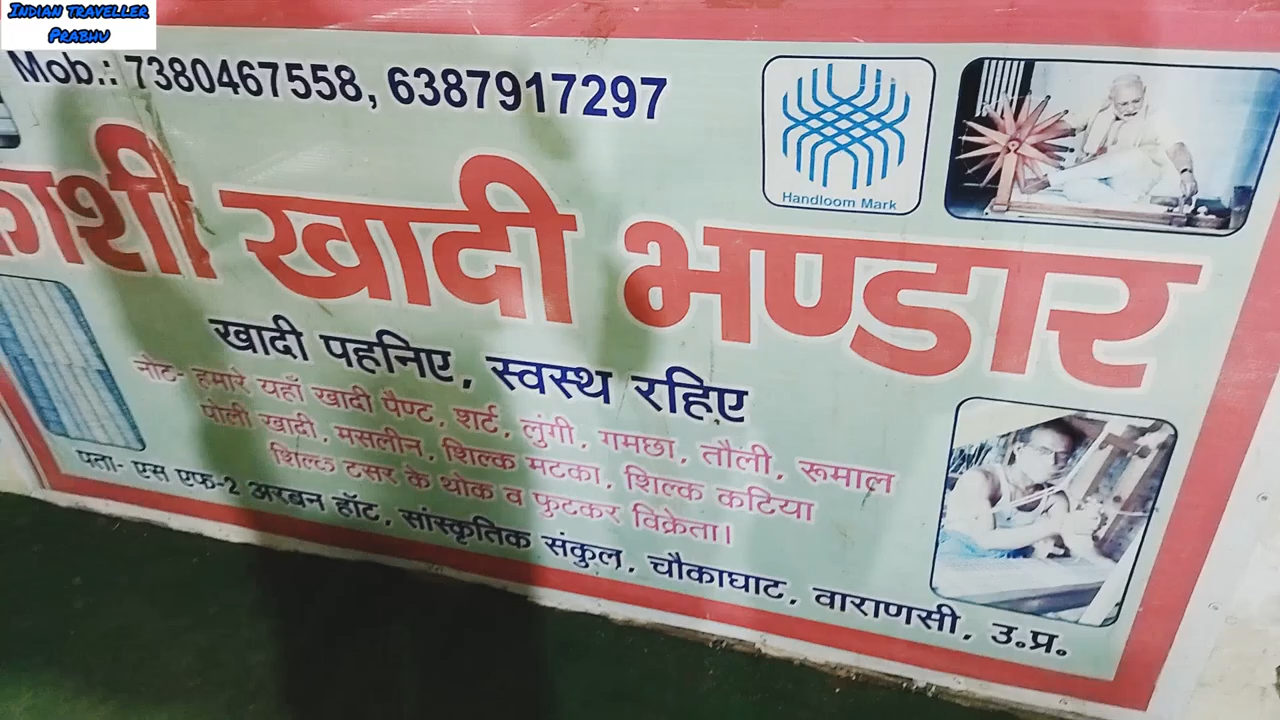 INDIAN TRAVELLER
PRABHU
Mob.: 7380467558, 6387917297
Handloom Mark
काशी खादी भण्डार
खादी पहनिए, स्वस्थ रहिए
नोट- हमारे यहाँ खादी पैण्ट, शर्ट, लुंगी, गमछा, तौली, रूमाल
पोली खादी, मसलीन, शिल्क मटका, शिल्क कटिया
शिल्क टसर के थोक व फुटकर विक्रेता।
पता- एस एफ-2 अरबन हॉट, सांस्कृतिक संकुल, चौकाघाट, वाराणसी, उ.प्र.